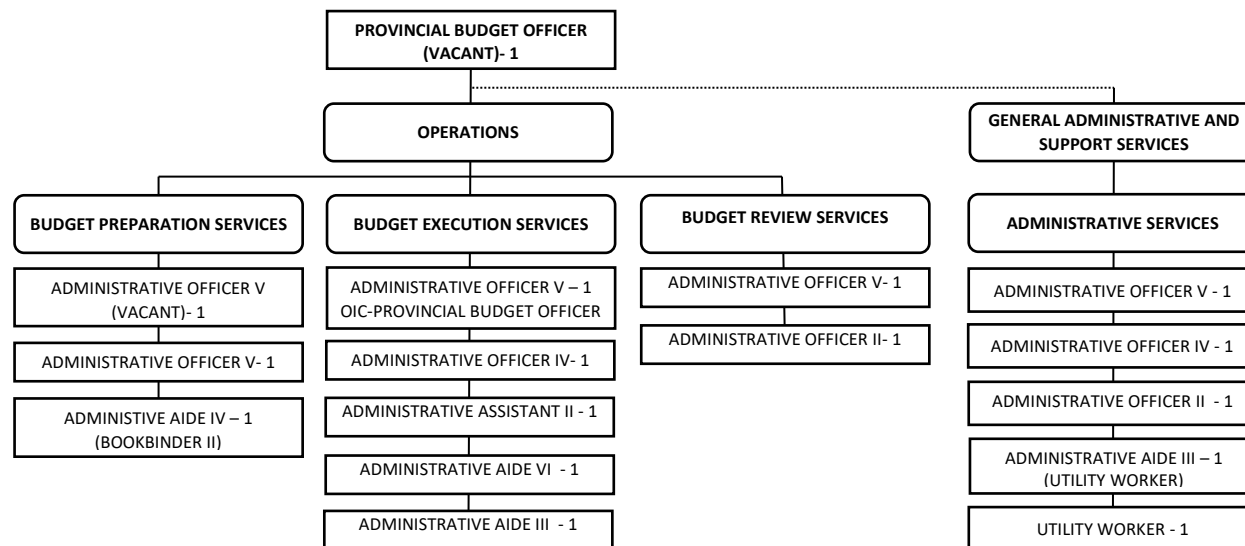 PROVINCIAL BUDGET OFFICER
(VACANT)- 1
OPERATIONS
GENERAL ADMINISTRATIVE AND
SUPPORT SERVICES
BUDGET PREPARATION SERVICES
ADMINISTRATIVE OFFICER V
(VACANT)- 1
ADMINISTRATIVE OFFICER V- 1
ADMINISTIVE AIDE IV – 1
(BOOKBINDER II)
BUDGET EXECUTION SERVICES
ADMINISTRATIVE OFFICER V – 1
OIC-PROVINCIAL BUDGET OFFICER
ADMINISTRATIVE OFFICER IV- 1
ADMINISTRATIVE ASSISTANT II - 1
ADMINISTRATIVE AIDE VI - 1
ADMINISTRATIVE AIDE III - 1
BUDGET REVIEW SERVICES
ADMINISTRATIVE OFFICER V- 1
ADMINISTRATIVE OFFICER II- 1
ADMINISTRATIVE SERVICES
ADMINISTRATIVE OFFICER V - 1
ADMINISTRATIVE OFFICER IV - 1
ADMINISTRATIVE OFFICER II - 1
ADMINISTRATIVE AIDE III – 1
(UTILITY WORKER)
UTILITY WORKER - 1